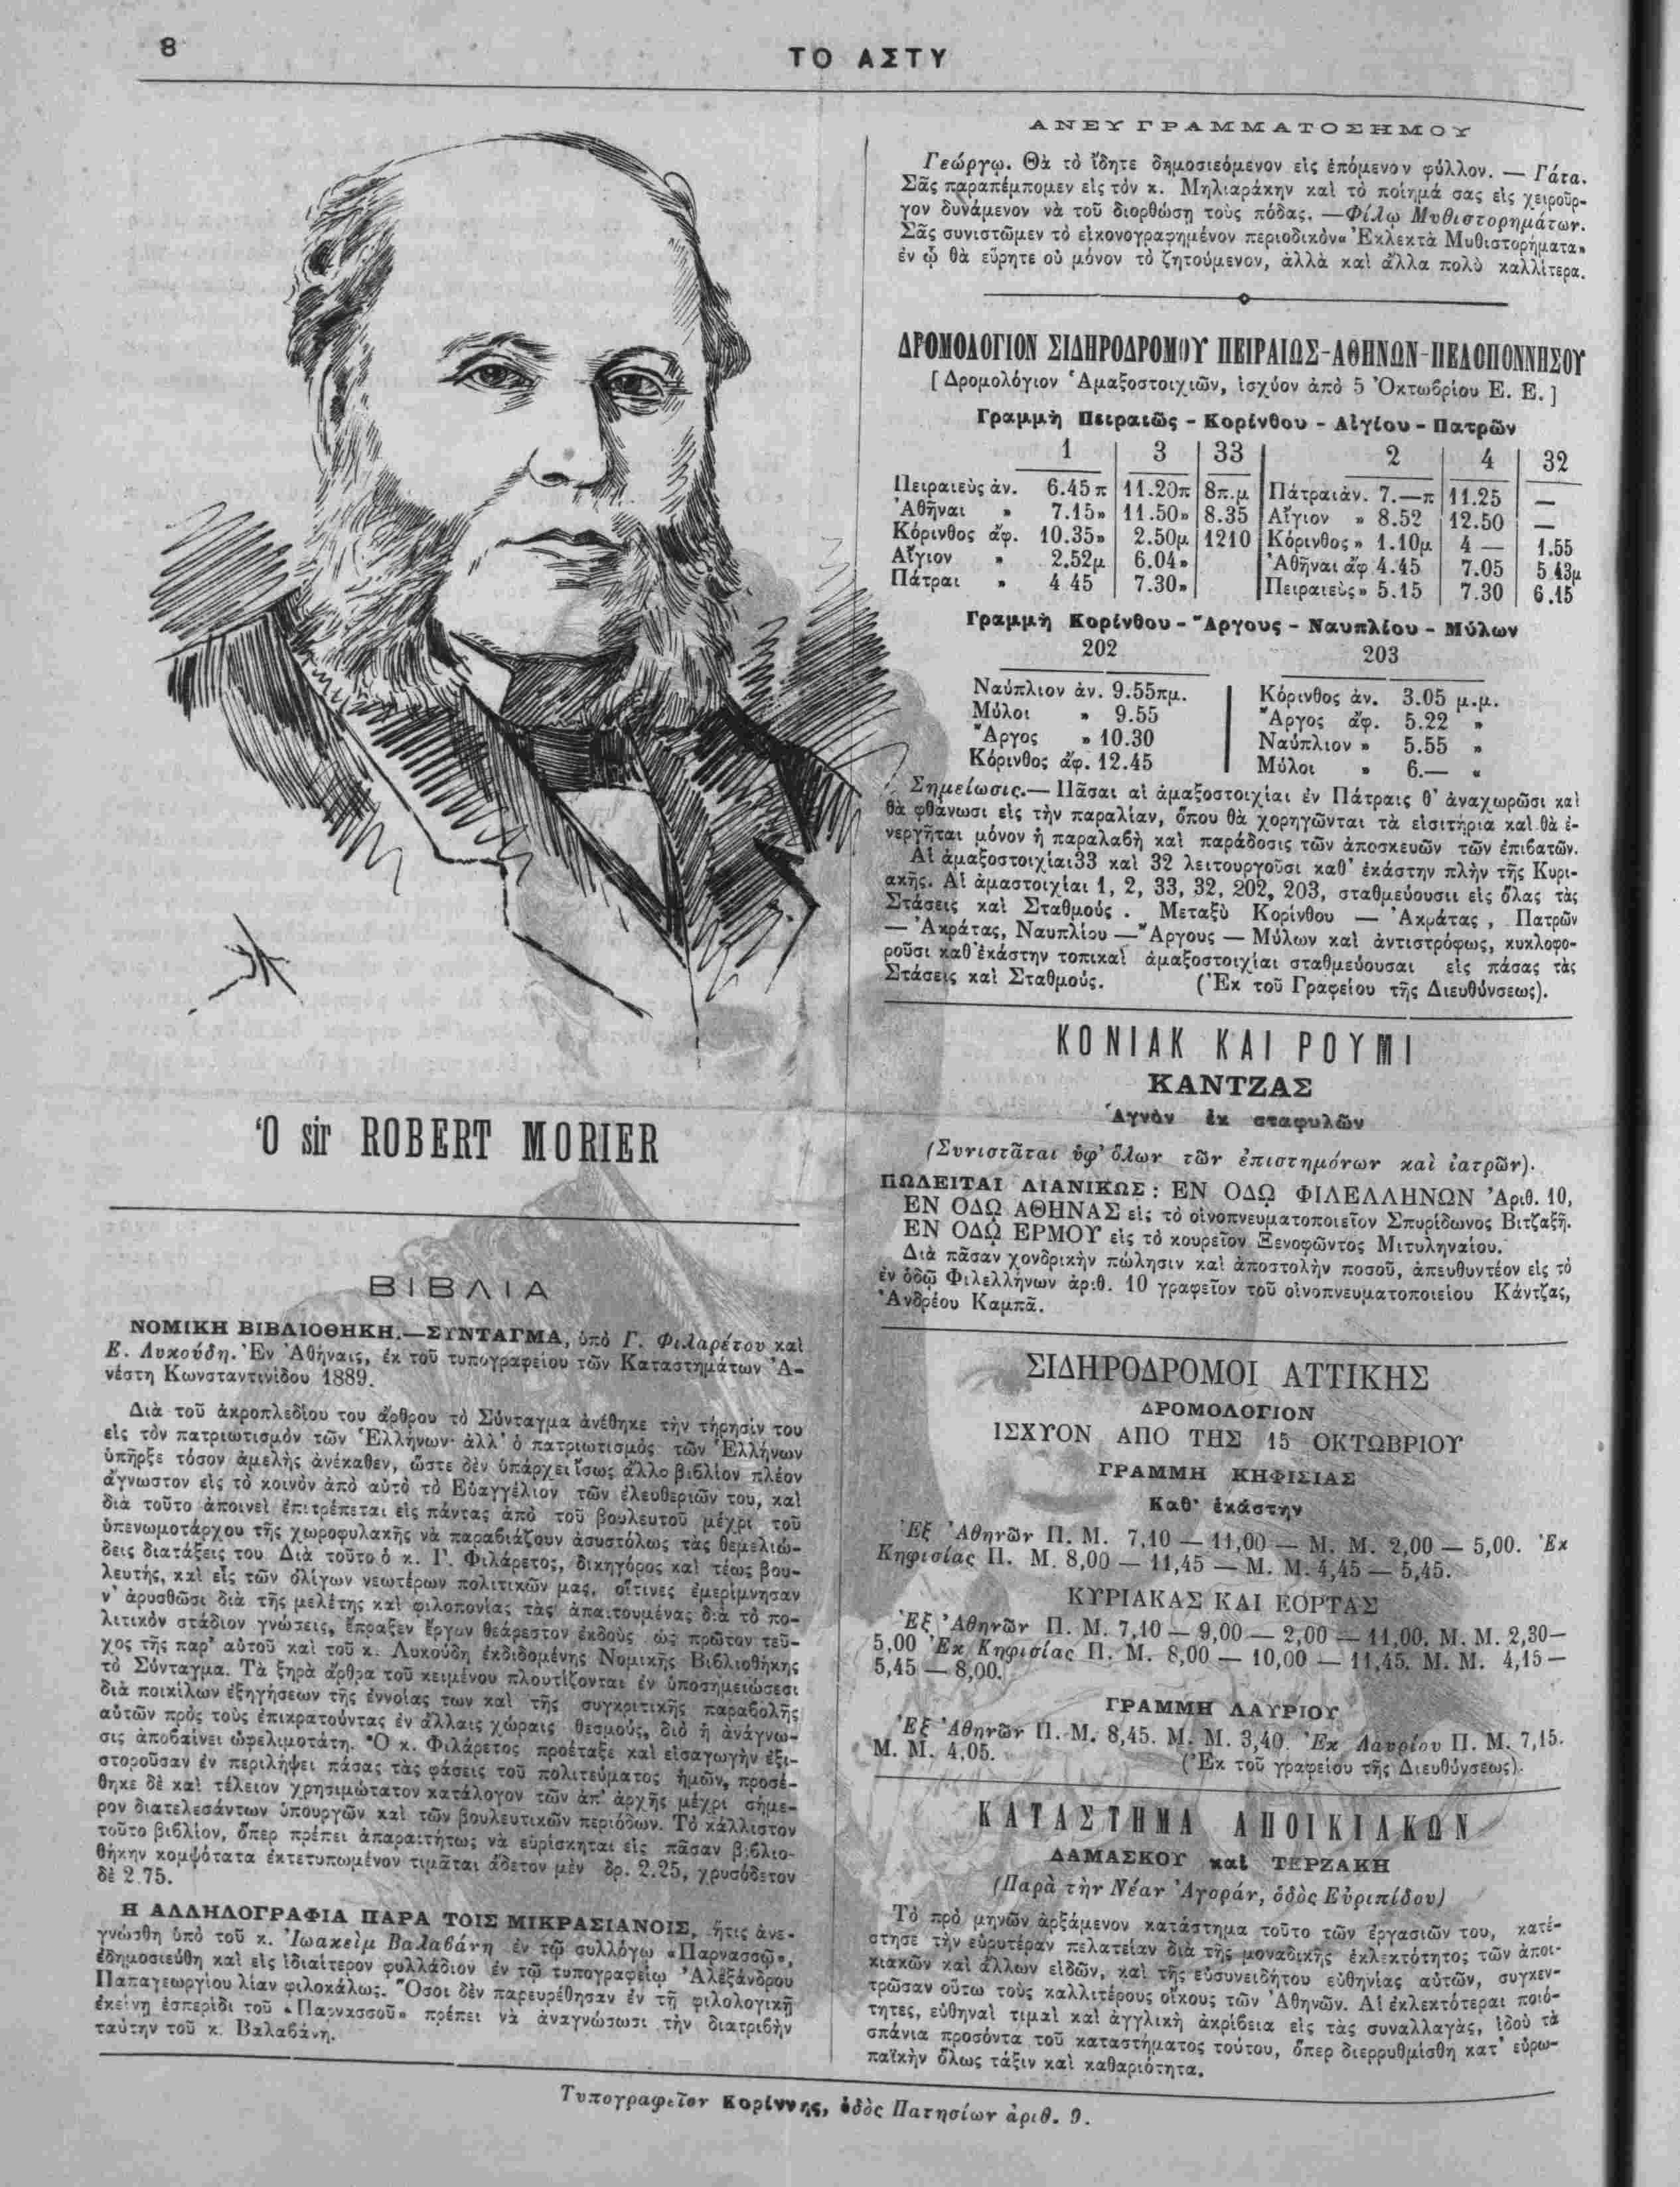 8
ΤΟ ΑΣΤΥ
Ὁ sir ROBERT MORIER
ΒΙΒΛΙΑ
ΝΟΜΙΚΗ ΒΙΒΛΙΟΘΗΚΗ.—ΣΥΝΤΑΓΜΑ, ὑπὸ Γ. Φιλαρέτου καὶ
Ε. Λυκούδη. Ἐν Ἀθήναις, ἐκ τοῦ τυπογραφείου τῶν Καταστημάτων Ἀ-
νέστη Κωνσταντινίδου 1889.
Διὰ τοῦ ἀκροπλεδίου του ἄρθρου τὸ Σύνταγμα ἀνέθηκε τὴν τήρησίν του
εἰς τὸν πατριωτισμὸν τῶν Ἑλλήνων· ἀλλ' ὁ πατριωτισμὸς τῶν Ἑλλήνων
ὑπῆρξε τόσον ἀμελὴς ἀνέκαθεν, ὥστε δὲν ὑπάρχει ἴσως ἄλλο βιβλίον πλέον
ἄγνωστον εἰς τὸ κοινὸν ἀπὸ αὐτὸ τὸ Εὐαγγέλιον τῶν ἐλευθεριῶν του, καὶ
διὰ τοῦτο ἀποινεὶ ἐπιτρέπεται εἰς πάντας ἀπὸ τοῦ βουλευτοῦ μέχρι τοῦ
ὑπενωμοτάρχου τῆς χωροφυλακῆς νὰ παραβιάζουν ἀσυστόλως τὰς θεμελιώ-
δεις διατάξεις του. Διὰ τοῦτο ὁ κ. Γ. Φιλάρετος, δικηγόρος καὶ τέως βου-
λευτής, καὶ εἷς τῶν ὀλίγων νεωτέρων πολιτικῶν μας, οἵτινες ἐμερίμνησαν
ν' ἀρυσθῶσι διὰ τῆς μελέτης καὶ φιλοπονίας τὰς ἀπαιτουμένας διὰ τὸ πο-
λιτικὸν στάδιον γνώσεις, ἔπραξεν ἔργον θεάρεστον ἐκδοὺς ὡς πρῶτον τεῦ-
χος τῆς παρ' αὐτοῦ καὶ τοῦ κ. Λυκούδη ἐκδιδομένης Νομικῆς Βιβλιοθήκης
τὸ Σύνταγμα. Τὰ ξηρὰ ἄρθρα τοῦ κειμένου πλουτίζονται ἐν ὑποσημειώσεσι
διὰ ποικίλων ἐξηγήσεων τῆς ἐννοίας των καὶ τῆς συγκριτικῆς παραβολῆς
αὐτῶν πρὸς τοὺς ἐπικρατούντας ἐν ἄλλαις χώραις θεσμούς, διὸ ἡ ἀνάγνω-
σις ἀποβαίνει ὠφελιμοτάτη. Ὁ κ. Φιλάρετος προέταξε καὶ εἰσαγωγὴν ἐξι-
στοροῦσαν ἐν περιλήψει πάσας τὰς φάσεις τοῦ πολιτεύματος ἡμῶν, προσέ-
θηκε δὲ καὶ τέλειον χρησιμώτατον κατάλογον τῶν ἀπ' ἀρχῆς μέχρι σήμε-
ρον διατελεσάντων ὑπουργῶν καὶ τῶν βουλευτικῶν περιόδων. Τὸ κάλλιστον
τοῦτο βιβλίον, ὅπερ πρέπει ἀπαραιτήτως νὰ εὑρίσκηται εἰς πᾶσαν βιβλιο-
θήκην κομψότατα ἐκτετυπωμένον τιμᾶται ἄδετον μὲν δρ. 2.25, χρυσόδετον
δὲ 2.75.
Η ΑΛΛΗΛΟΓΡΑΦΙΑ ΠΑΡΑ ΤΟΙΣ ΜΙΚΡΑΣΙΑΝΟΙΣ, ἥτις ἀνε-
γνώσθη ὑπὸ τοῦ κ. Ἰωακεὶμ Βαλαβάνη ἐν τῷ συλλόγῳ «Παρνασσῷ»,
ἐδημοσιεύθη καὶ εἰς ἰδιαίτερον φυλλάδιον ἐν τῷ τυπογραφείῳ Ἀλεξάνδρου
Παπαγεωργίου λίαν φιλοκάλως. Ὅσοι δὲν παρευρέθησαν ἐν τῇ φιλολογικῇ
ἐκείνῃ ἑσπερίδι τοῦ «Παρνασσοῦ» πρέπει νὰ ἀναγνώσωσι τὴν διατριβὴν
ταύτην τοῦ κ. Βαλαβάνη.
ΑΝΕΥ ΓΡΑΜΜΑΤΟΣΗΜΟΥ
Γεώργῳ. Θὰ τὸ ἴδητε δημοσιεόμενον εἰς ἑπόμενον φύλλον. — Γάτα.
Σᾶς παραπέμπομεν εἰς τὸν κ. Μηλιαράκην καὶ τὸ ποίημά σας εἰς χειροῦρ-
γον δυνάμενον νὰ τοῦ διορθώσῃ τοὺς πόδας. —Φίλῳ Μυθιστορημάτων.
Σᾶς συνιστῶμεν τὸ εἰκονογραφημένον περιοδικὸν «Ἐκλεκτὰ Μυθιστορήματα»
ἐν ᾧ θὰ εὕρητε οὐ μόνον τὸ ζητούμενον, ἀλλὰ καὶ ἄλλα πολὺ καλλίτερα.
ΔΡΟΜΟΛΟΓΙΟΝ ΣΙΔΗΡΟΔΡΟΜΟΥ ΠΕΙΡΑΙΩΣ-ΑΘΗΝΩΝ-ΠΕΛΟΠΟΝΝΗΣΟΥ
[Δρομολόγιον Ἁμαξοστοιχιῶν, ἰσχύον ἀπὸ 5 Ὀκτωβρίου Ε. Ε.]
Γραμμὴ Πειραιῶς - Κορίνθου - Αἰγίου - Πατρῶν
1 3 33 2 4 32
Πειραιεὺς ἀν. 6.45 π 11.20π 8π.μ Πάτραι ἀν. 7.—π 11.25 —
Ἀθῆναι » 7.15» 11.50» 8.35 Αἴγιον » 8.52 12.50 —
Κόρινθος ἄφ. 10.35» 2.50μ 1210 Κόρινθος » 1.10μ 4 — 1.55
Αἴγιον » 2.52μ 6.04» Ἀθῆναι ἄφ 4.45 7.05 5 43μ
Πάτραι » 4 45 7.30» Πειραιεὺς» 5.15 7.30 6.15
Γραμμὴ Κορίνθου - Ἄργους - Ναυπλίου - Μύλων
202 203
Ναύπλιον ἀν. 9.55πμ. Κόρινθος ἀν. 3.05 μ.μ.
Μύλοι » 9.55 Ἄργος ἄφ. 5.22 »
Ἄργος » 10.30 Ναύπλιον » 5.55 »
Κόρινθος ἄφ. 12.45 Μύλοι » 6.— «
Σημείωσις.— Πᾶσαι αἱ ἁμαξοστοιχίαι ἐν Πάτραις θ' ἀναχωρῶσι καὶ
θὰ φθάνωσι εἰς τὴν παραλίαν, ὅπου θὰ χορηγῶνται τὰ εἰσιτήρια καὶ θὰ ἐ-
νεργῆται μόνον ἡ παραλαβὴ καὶ παράδοσις τῶν ἀποσκευῶν τῶν ἐπιβατῶν.
Αἱ ἁμαξοστοιχίαι 33 καὶ 32 λειτουργοῦσι καθ' ἑκάστην πλὴν τῆς Κυρι-
ακῆς. Αἱ ἁμαστοιχίαι 1, 2, 33, 32, 202, 203, σταθμεύουσιι εἰς ὅλας τὰς
Στάσεις καὶ Σταθμούς. Μεταξὺ Κορίνθου — Ἀκράτας, Πατρῶν
— Ἀκράτας, Ναυπλίου — Ἄργους — Μύλων καὶ ἀντιστρόφως, κυκλοφο-
ροῦσι καθ' ἑκάστην τοπικαὶ ἁμαξοστοιχίαι σταθμεύουσαι εἰς πάσας τὰς
Στάσεις καὶ Σταθμούς. (Ἐκ τοῦ Γραφείου τῆς Διευθύνσεως).
ΚΟΝΙΑΚ ΚΑΙ ΡΟΥΜΙ
ΚΑΝΤΖΑΣ
Ἁγνὸν ἐκ σταφυλῶν
(Συνιστᾶται ὑφ' ὅλων τῶν ἐπιστημόνων καὶ ἰατρῶν).
ΠΩΛΕΙΤΑΙ ΛΙΑΝΙΚΩΣ: ΕΝ ΟΔῼ ΦΙΛΕΛΛΗΝΩΝ Ἀριθ. 10,
ΕΝ ΟΔῼ ΑΘΗΝΑΣ εἰς τὸ οἰνοπνευματοποιεῖον Σπυρίδωνος Βιτζαξῆ.
ΕΝ ΟΔῼ ΕΡΜΟΥ εἰς τὸ κουρεῖον Ξενοφῶντος Μιτυληναίου.
Διὰ πᾶσαν χονδρικὴν πώλησιν καὶ ἀποστολὴν ποσοῦ, ἀπευθυντέον εἰς τὸ
ἐν ὁδῷ Φιλελλήνων ἀριθ. 10 γραφεῖον τοῦ οἰνοπνευματοποιείου Κάντζας,
Ἀνδρέου Καμπᾶ.
ΣΙΔΗΡΟΔΡΟΜΟΙ ΑΤΤΙΚΗΣ
ΔΡΟΜΟΛΟΓΙΟΝ
ΙΣΧΥΟΝ ΑΠΟ ΤΗΣ 15 ΟΚΤΩΒΡΙΟΥ
ΓΡΑΜΜΗ ΚΗΦΙΣΙΑΣ
Καθ' ἑκάστην
Ἐξ Ἀθηνῶν Π. Μ. 7,10 — 11,00 — Μ. Μ. 2,00 — 5,00. Ἐκ
Κηφισίας Π. Μ. 8,00 — 11,45 — Μ. Μ. 4,45 — 5,45.
ΚΥΡΙΑΚΑΣ ΚΑΙ ΕΟΡΤΑΣ
Ἐξ Ἀθηνῶν Π. Μ. 7,10 — 9,00 — 2,00 — 11,00. Μ. Μ. 2,30—
5,00 Ἐκ Κηφισίας Π. Μ. 8,00 — 10,00 — 11,45. Μ. Μ. 4,15 —
5,45 — 8,00.
ΓΡΑΜΜΗ ΛΑΥΡΙΟΥ
Ἐξ Ἀθηνῶν Π. Μ. 8,45. Μ. Μ. 3,40. Ἐκ Λαυρίου Π. Μ. 7,15.
Μ. Μ. 4,05. (Ἐκ τοῦ γραφείου τῆς Διευθύνσεως).
ΚΑΤΑΣΤΗΜΑ ΑΠΟΙΚΙΑΚΩΝ
ΔΑΜΑΣΚΟΥ καὶ ΤΕΡΖΑΚΗ
(Παρὰ τὴν Νέαν Ἀγοράν, ὁδὸς Εὐριπίδου)
Τὸ πρὸ μηνῶν ἀρξάμενον κατάστημα τοῦτο τῶν ἐργασιῶν του, κατέ-
στησε τὴν εὐρυτέραν πελατείαν διὰ τῆς μοναδικῆς ἐκλεκτότητος τῶν ἀποι-
κιακῶν καὶ ἄλλων εἰδῶν, καὶ τῆς εὐσυνειδήτου εὐθηνίας αὐτῶν, συγκεν-
τρῶσαν οὕτω τοὺς καλλιτέρους οἴκους τῶν Ἀθηνῶν. Αἱ ἐκλεκτότεραι ποιό-
τητες, εὐθηναὶ τιμαὶ καὶ ἀγγλικὴ ἀκρίβεια εἰς τὰς συναλλαγάς, ἰδοὺ τὰ
σπάνια προσόντα τοῦ καταστήματος τούτου, ὅπερ διερρυθμίσθη κατ' εὐρω-
παϊκὴν ὅλως τάξιν καὶ καθαριότητα.
Τυπογραφεῖον Κορίννης, ὁδὸς Πατησίων ἀριθ. 9.